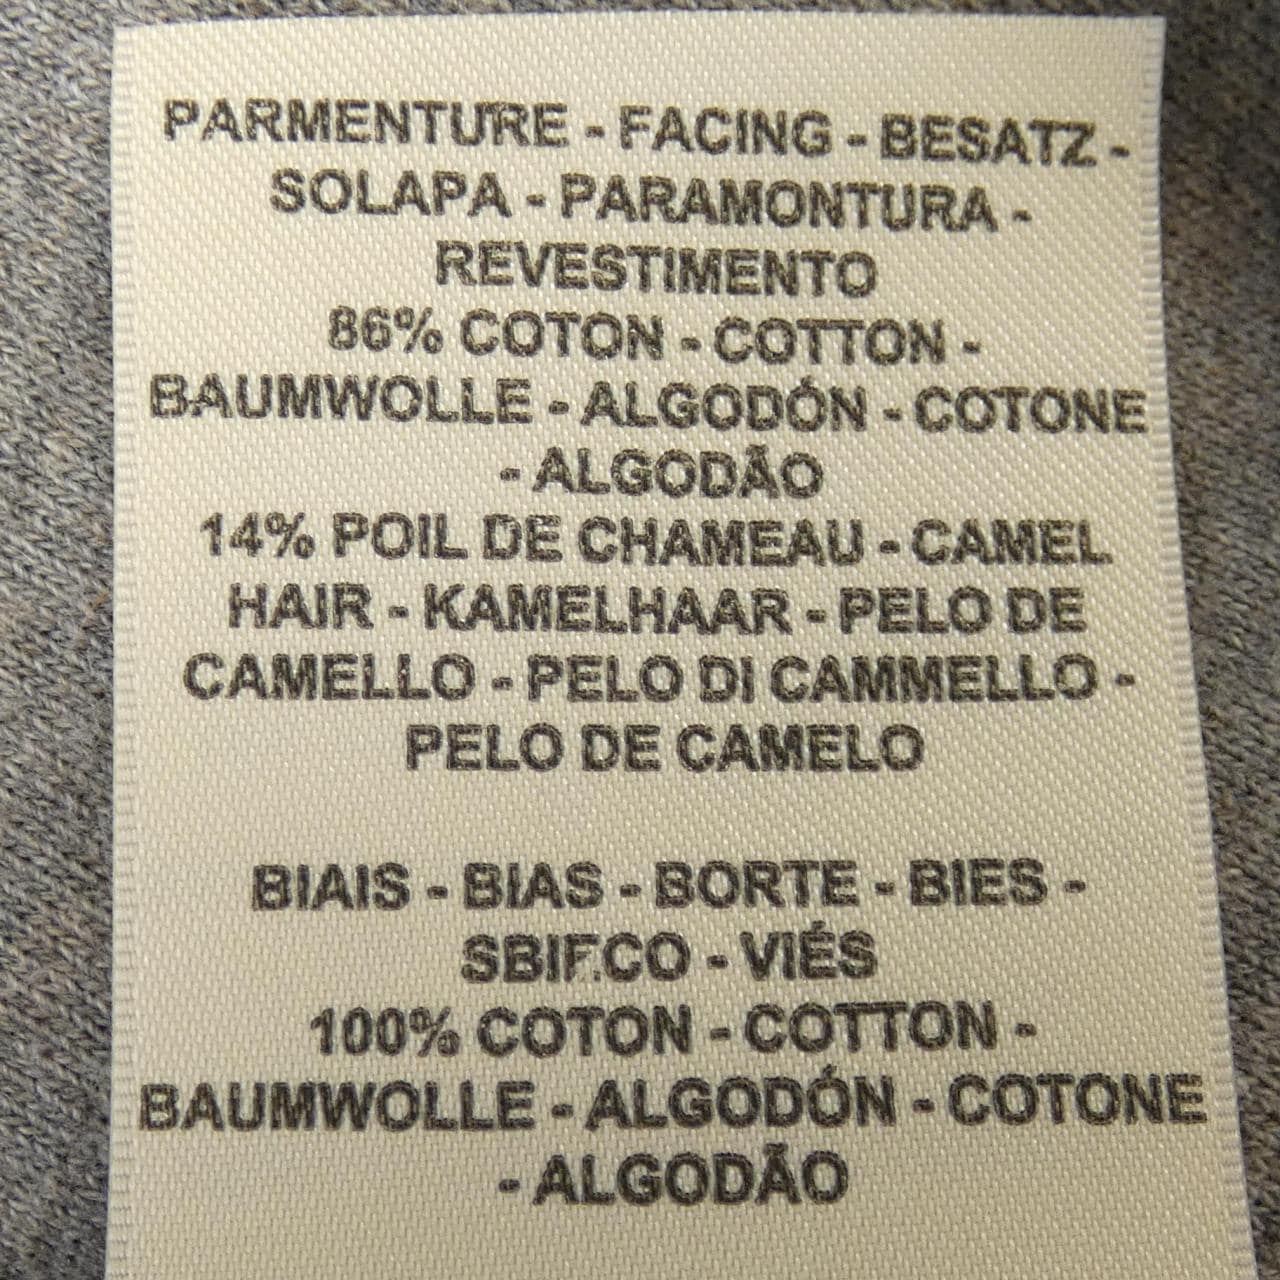 PARMENTURE - FACING - BESATZ -
SOLAPA - PARAMONTURA -
REVESTIMENTO
86% COTON - COTTON -
BAUMWOLLE - ALGODÓN - COTONE
- ALGODÃO
14% POIL DE CHAMEAU - CAMEL
HAIR - KAMELHAAR - PELO DE
CAMELLO - PELO DI CAMMELLO -
PELO DE CAMELO
BIAIS - BIAS - BORTE - BIES -
SBIECO - VIÉS
100% COTON - COTTON -
BAUMWOLLE - ALGODÓN - COTONE
- ALGODÃO